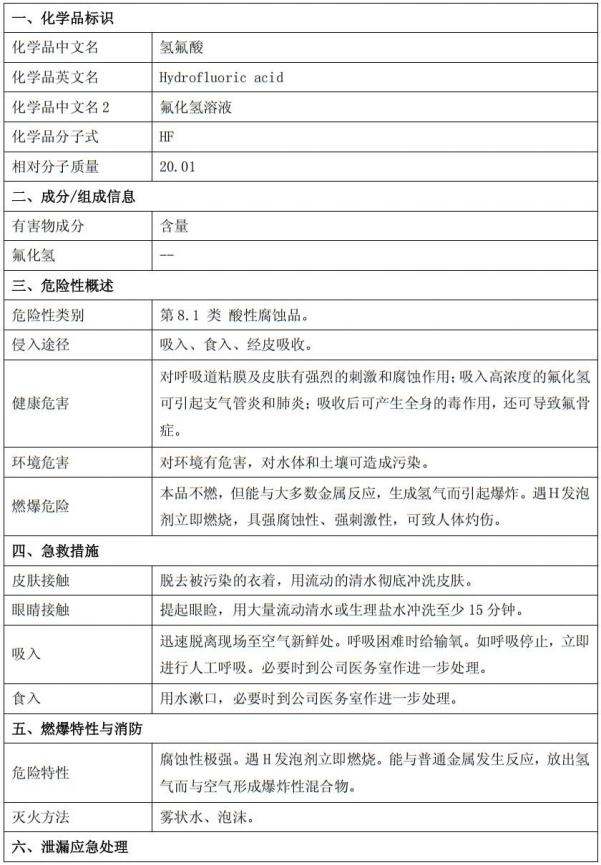 一、化学品标识
化学品中文名 氢氟酸
化学品英文名 Hydrofluoric acid
化学品中文名2 氟化氢溶液
化学品分子式 HF
相对分子质量 20.01
二、成分/组成信息
有害物成分 含量
氟化氢 --
三、危险性概述
危险性类别 第8.1 类 酸性腐蚀品。
侵入途径 吸入、食入、经皮吸收。
健康危害 对呼吸道粘膜及皮肤有强烈的刺激和腐蚀作用;吸入高浓度的氟化氢
可引起支气管炎和肺炎;吸收后可产生全身的毒作用,还可导致氟骨
症。
环境危害 对环境有危害,对水体和土壤可造成污染。
燃爆危险 本品不燃,但能与大多数金属反应,生成氢气而引起爆炸。遇H发泡
剂立即燃烧,具强腐蚀性、强刺激性,可致人体灼伤。
四、急救措施
皮肤接触 脱去被污染的衣着,用流动的清水彻底冲洗皮肤。
眼睛接触 提起眼睑,用大量流动清水或生理盐水冲洗至少15分钟。
吸入 迅速脱离现场至空气新鲜处。呼吸困难时给输氧。如呼吸停止,立即
进行人工呼吸。必要时到公司医务室作进一步处理。
食入 用水漱口,必要时到公司医务室作进一步处理。
五、燃爆特性与消防
危险特性 腐蚀性极强。遇H发泡剂立即燃烧。能与普通金属发生反应,放出氢
气而与空气形成爆炸性混合物。
灭火方法 雾状水、泡沫。
六、泄漏应急处理